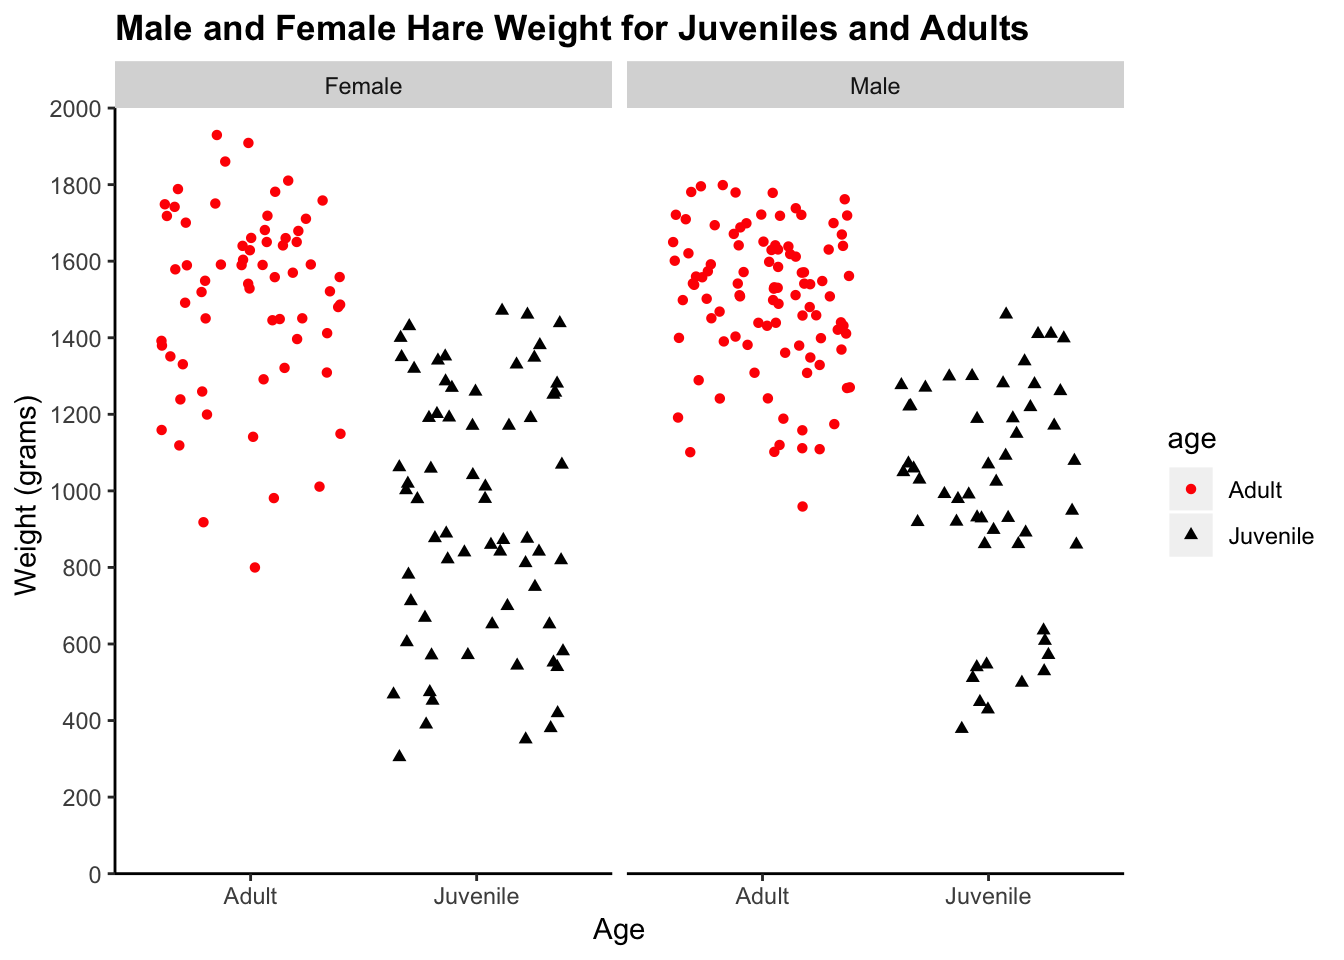 Male and Female Hare Weight for Juveniles and Adults
Female
Male
2000
1800
1600
1400
1200
1000
800
600
400
200
0
Weight (grams)
Adult
Juvenile
Adult
Juvenile
Age
age
Adult
Juvenile